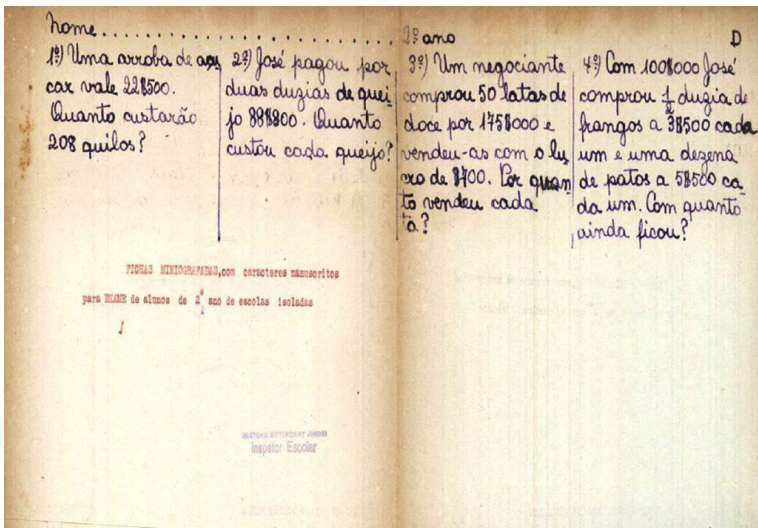 Nome........................... 2º ano D
1º) Uma arroba de açu
car vale 22$500.
Quanto custarão
208 quilos?
2º) José pagou por
duas duzias de quei
jo 88$800. Quanto
custou cada queijo?
3º) Um negociante
comprou 50 latas de
doce por 175$000 e
vendeu-as com o lu
cro de $700. Por quan
to vendeu cada
ta?
4º) Com 100$000 José
comprou 1/2 duzia de
frangos a 3$500 cada
um e uma dezena
de patos a 5$500 ca
da um. Com quanto
ainda ficou?
FICHAS MIMIOGRAFADAS, com caracteres manuscritos
para EXAME de alunos de 2º ano de escolas isoladas
Inspetor Escolar